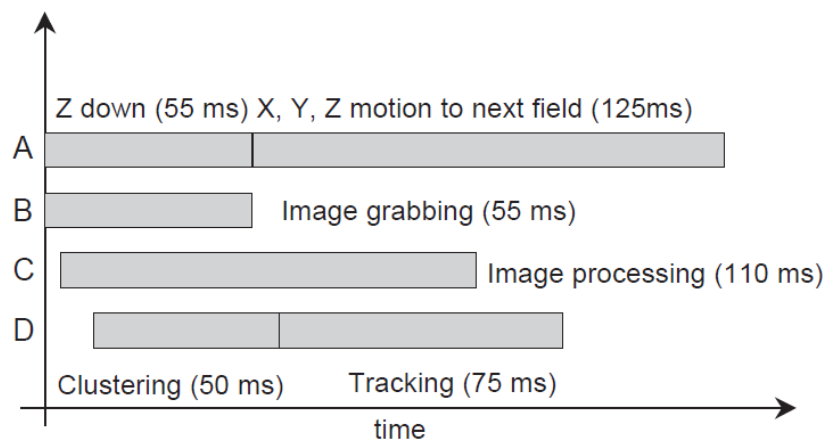 Z down (55 ms) X, Y, Z motion to next field (125ms)
A
B Image grabbing (55 ms)
C Image processing (110 ms)
D
Clustering (50 ms) Tracking (75 ms)
time